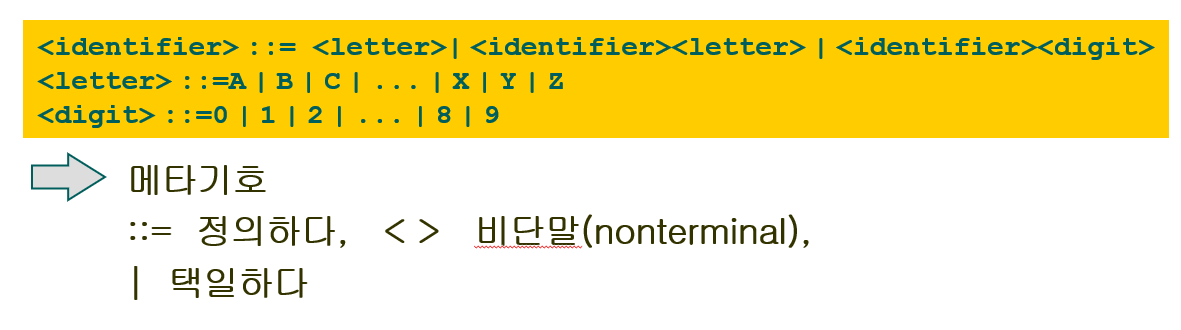 <identifier> ::= <letter>| <identifier><letter> | <identifier><digit>
<letter> ::=A | B | C | ... | X | Y | Z
<digit> ::=0 | 1 | 2 | ... | 8 | 9
메타기호
::= 정의하다, < > 비단말(nonterminal),
| 택일하다